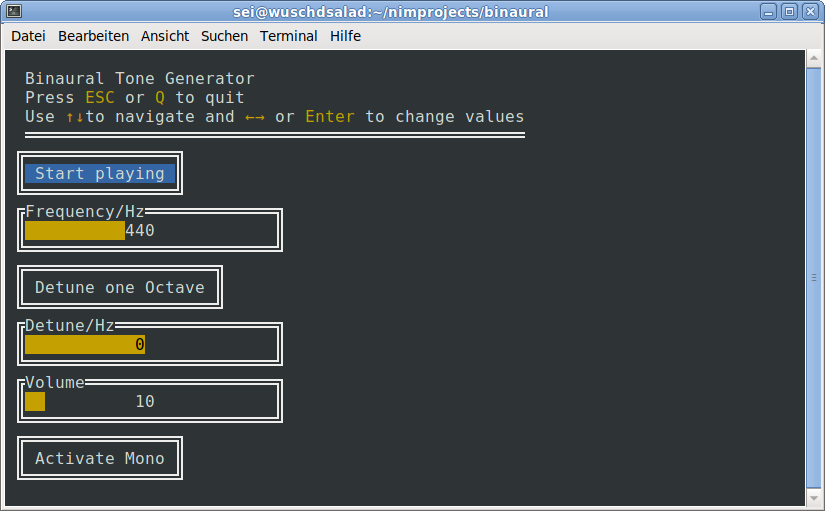 sei@wuschdsalad:~/nimprojects/binaural
Datei Bearbeiten Ansicht Suchen Terminal Hilfe
Binaural Tone Generator
Press ESC or Q to quit
Use ↑↓to navigate and ←→ or Enter to change values
Start playing
Frequency/Hz
440
Detune one Octave
Detune/Hz
0
Volume
10
Activate Mono